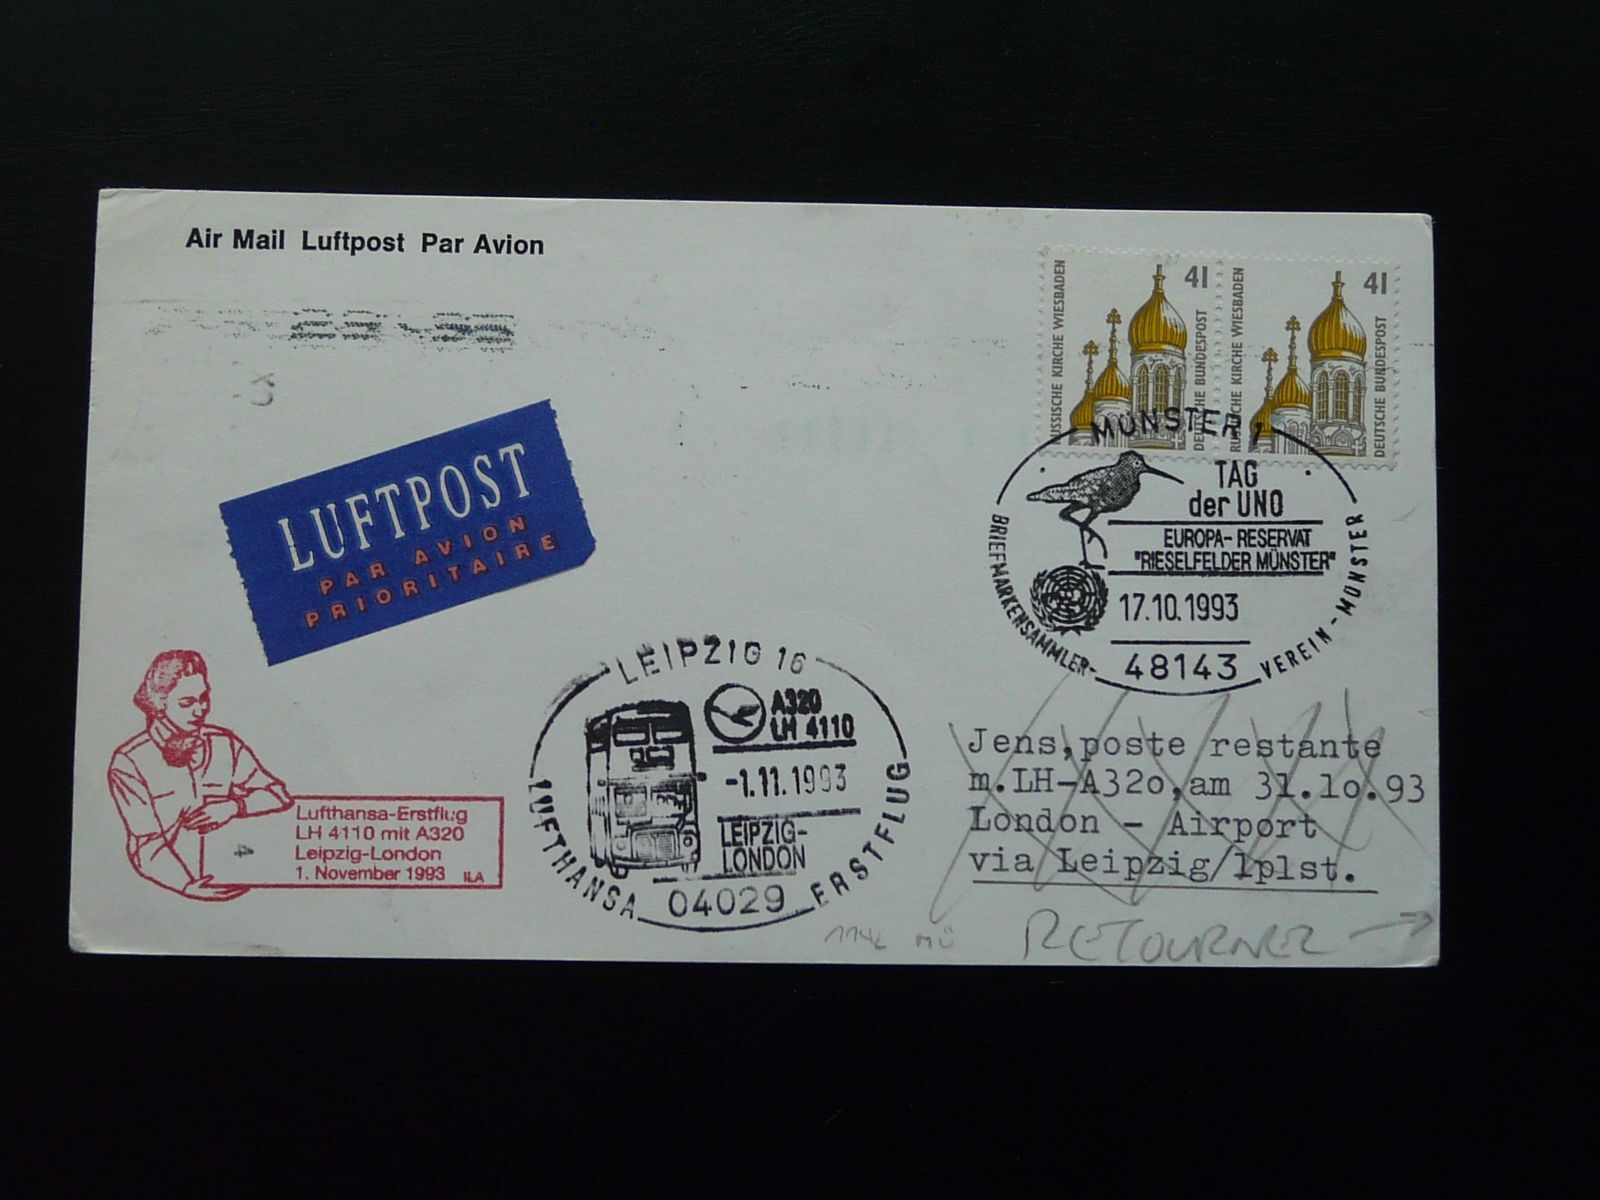 Air Mail Luftpost Par Avion
41
RUSSISCHE KIRCHE WIESBADEN
DEUTSCHE BUNDESPOST
41
RUSSISCHE KIRCHE WIESBADEN
DEUTSCHE BUNDESPOST
LUFTPOST
PAR AVION
PRIORITAIRE
MÜNSTER 1
TAG
der UNO
EUROPA-RESERVAT
"RIESELFELDER MÜNSTER"
17.10.1993
48143
BRIEFMARKENSAMMLER-VEREIN-MÜNSTER
LEIPZIG 16
A320
LH 4110
-1.11.1993
LEIPZIG-
LONDON
04029
LUFTHANSA ERSTFLUG
Lufthansa-Erstflug
LH 4110 mit A320
Leipzig-London
1. November 1993 ILA
4
Jens,poste restante
m.LH-A32o,am 31.1o.93
London - Airport
via Leipzig/lplst.
1142 MÜ
RETOURNER